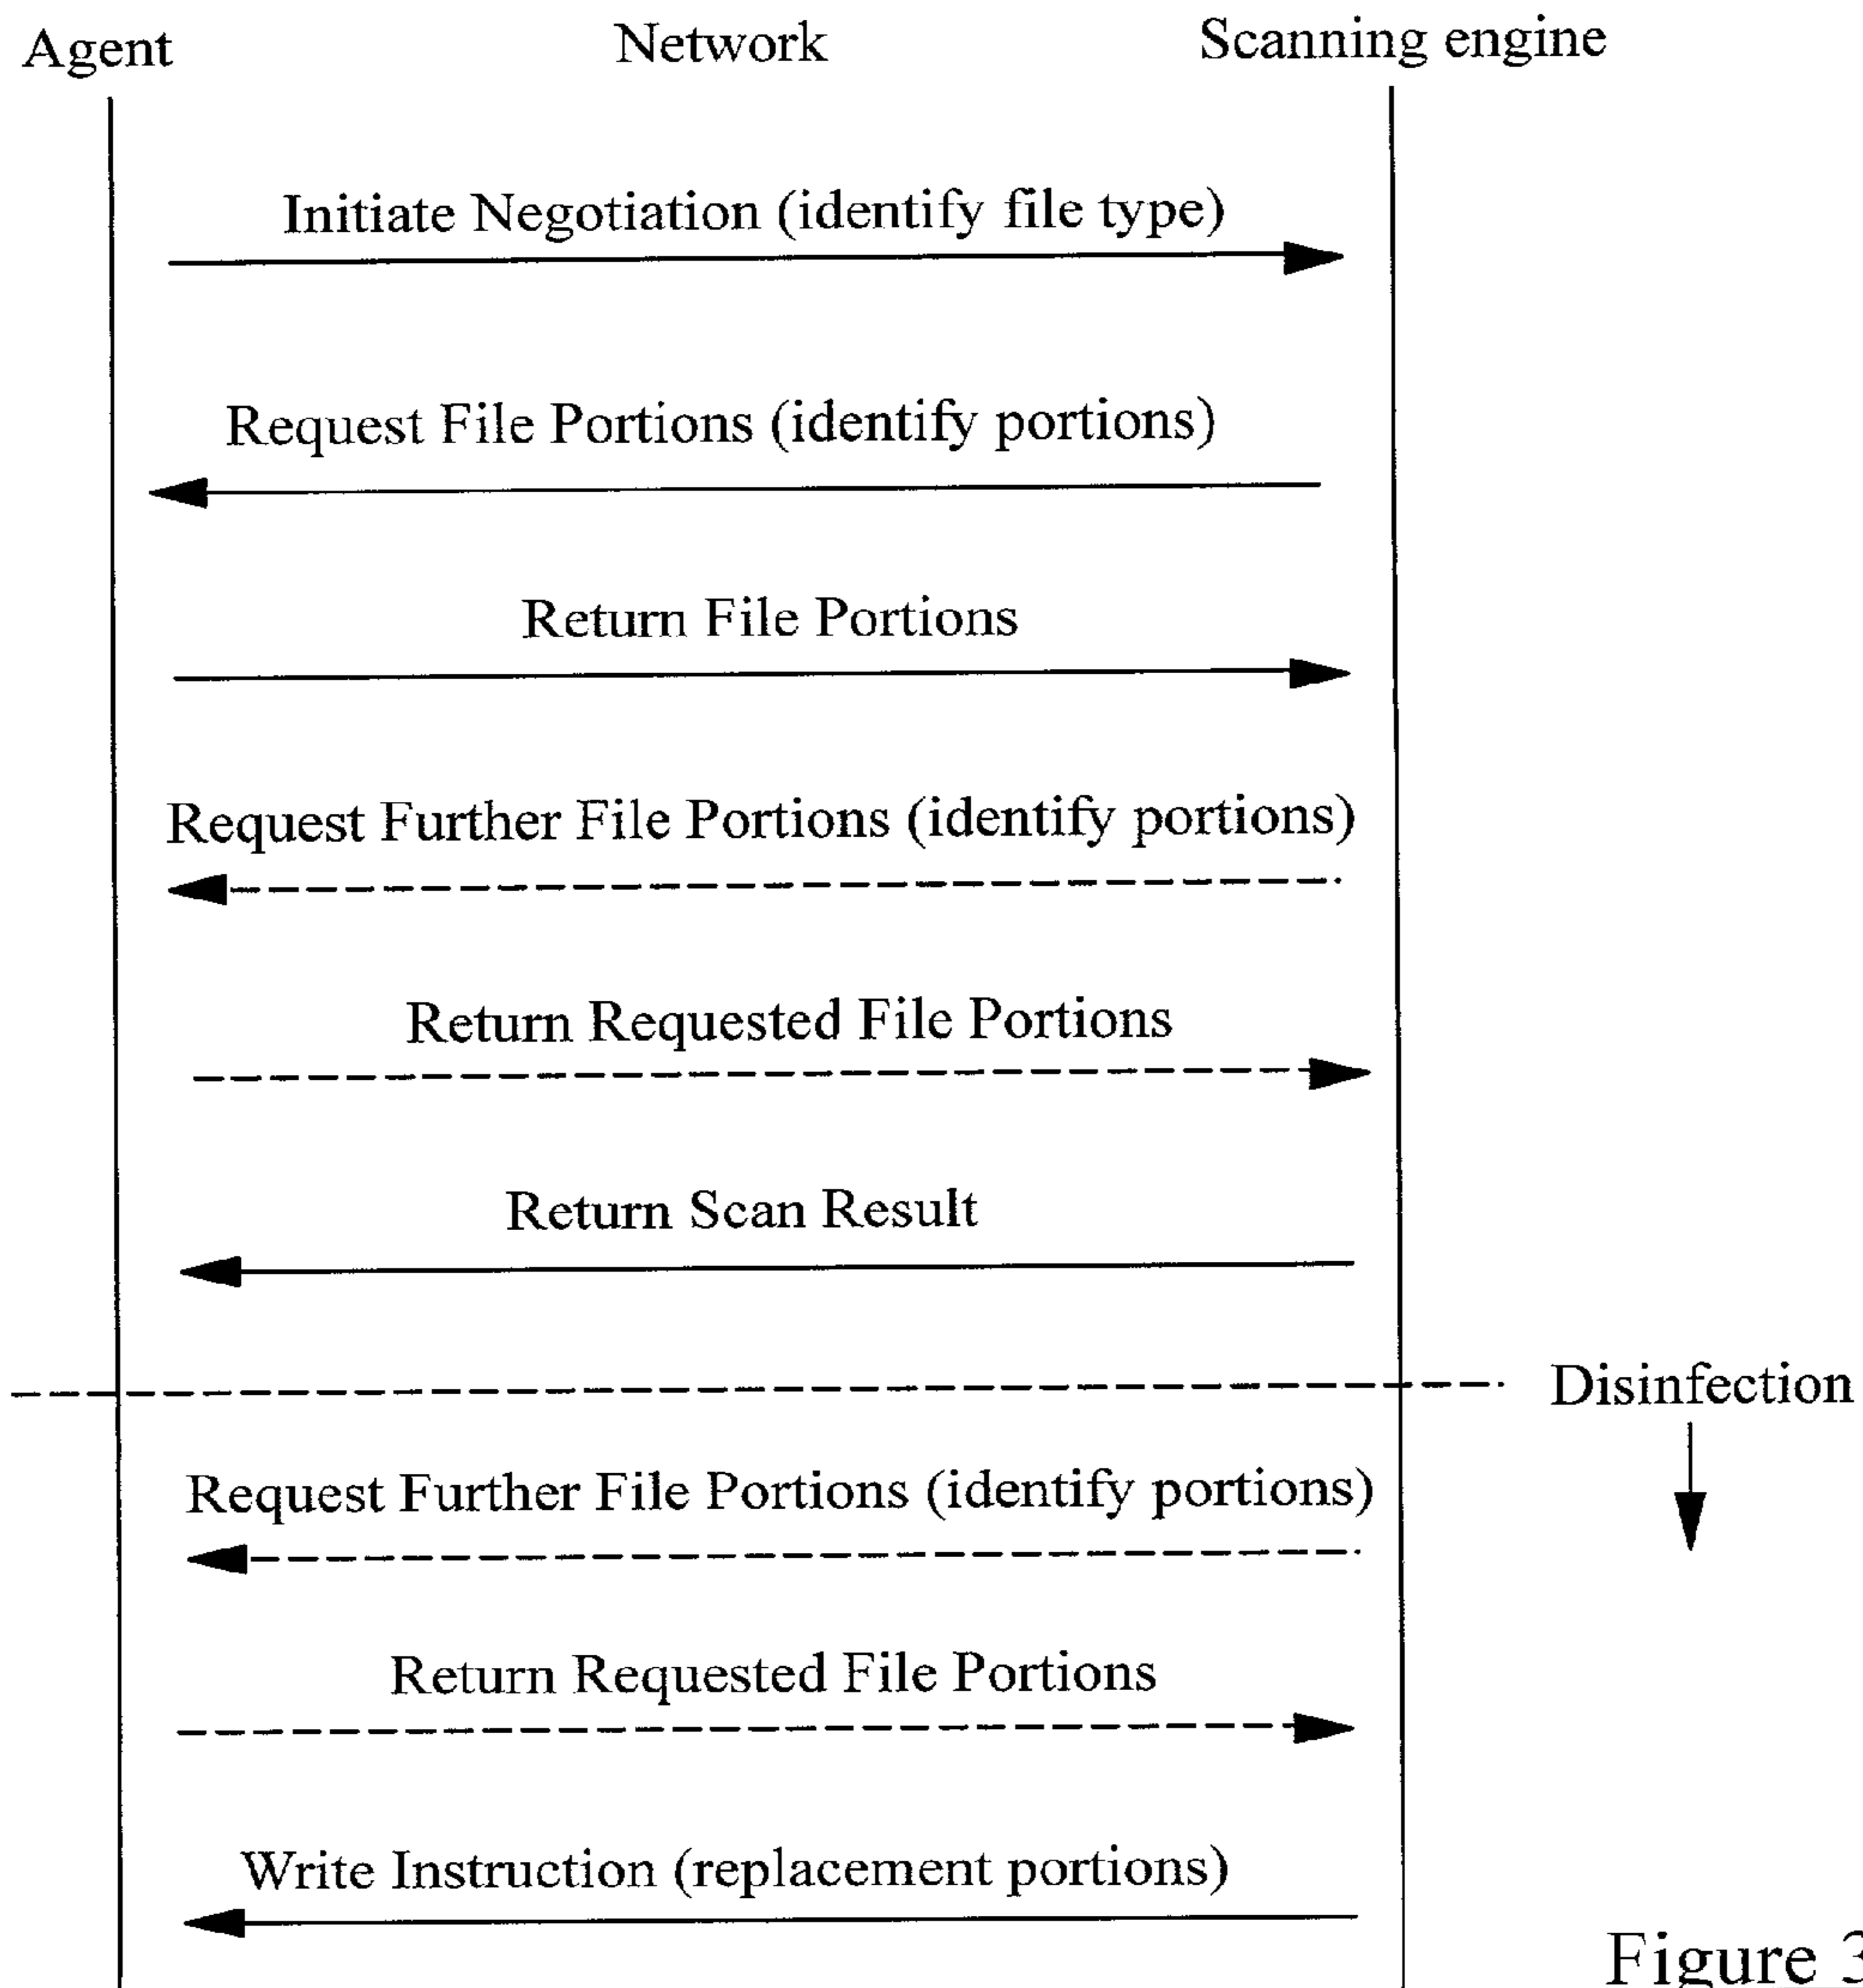 Agent Network Scanning engine
Initiate Negotiation (identify file type)
Request File Portions (identify portions)
Return File Portions
Request Further File Portions (identify portions)
Return Requested File Portions
Return Scan Result
Disinfection
Request Further File Portions (identify portions)
Return Requested File Portions
Write Instruction (replacement portions)
Figure 3